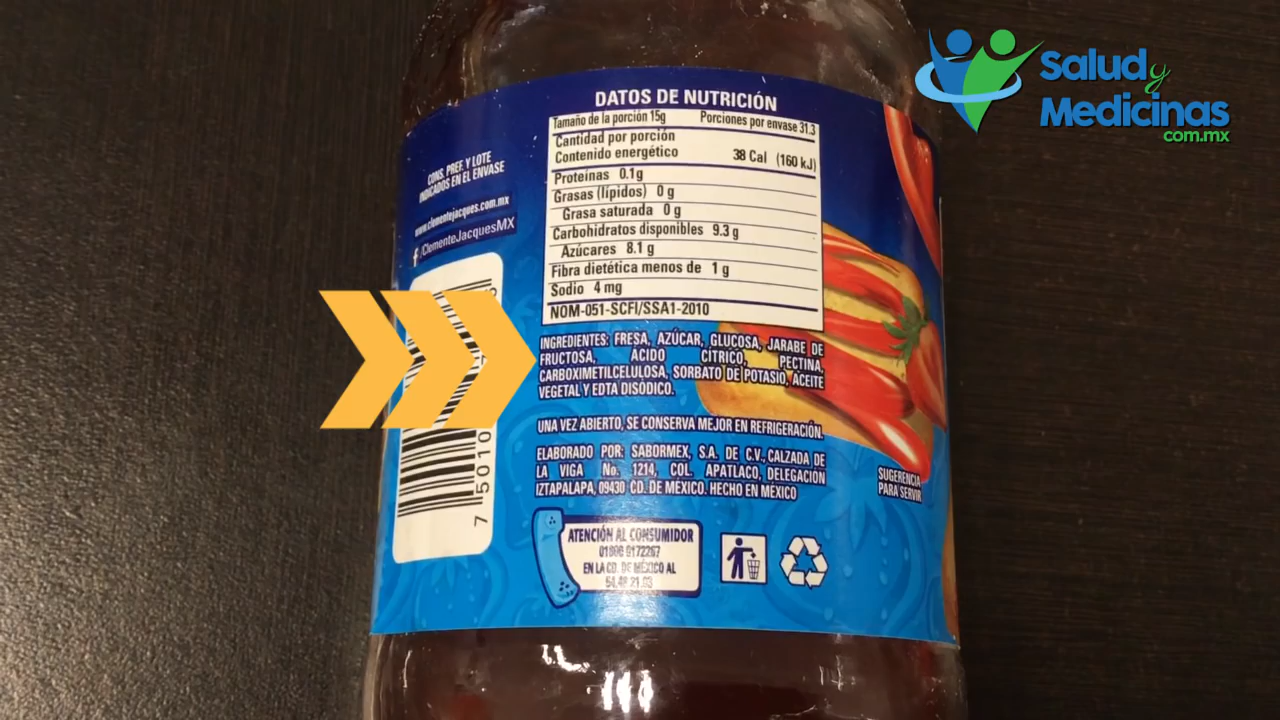 Salud y
Medicinas
com.mx
DATOS DE NUTRICIÓN
Tamaño de la porción 15g Porciones por envase 31.3
Cantidad por porción
Contenido energético 38 Cal (160 kJ)
Proteínas 0.1g
Grasas (lípidos) 0 g
Grasa saturada 0 g
Carbohidratos disponibles 9.3 g
Azúcares 8.1 g
Fibra dietética menos de 1 g
Sodio 4 mg
NOM-051-SCFI/SSA1-2010
CONS. PREF. Y LOTE
INDICADOS EN EL ENVASE
www.clementejacques.com.mx
f /ClementeJacquesMX
INGREDIENTES: FRESA, AZÚCAR, GLUCOSA, JARABE DE
FRUCTOSA, ACIDO CÍTRICO, PECTINA,
CARBOXIMETILCELULOSA, SORBATO DE POTASIO, ACEITE
VEGETAL Y EDTA DISÓDICO.
UNA VEZ ABIERTO, SE CONSERVA MEJOR EN REFRIGERACIÓN.
ELABORADO POR: SABORMEX, S.A. DE C.V., CALZADA DE
LA VIGA No. 1214, COL. APATLACO, DELEGACIÓN
IZTAPALAPA, 09430 CD. DE MÉXICO. HECHO EN MÉXICO
SUGERENCIA
PARA SERVIR
7 5010
ATENCIÓN AL CONSUMIDOR
EN LA CD. DE MÉXICO AL